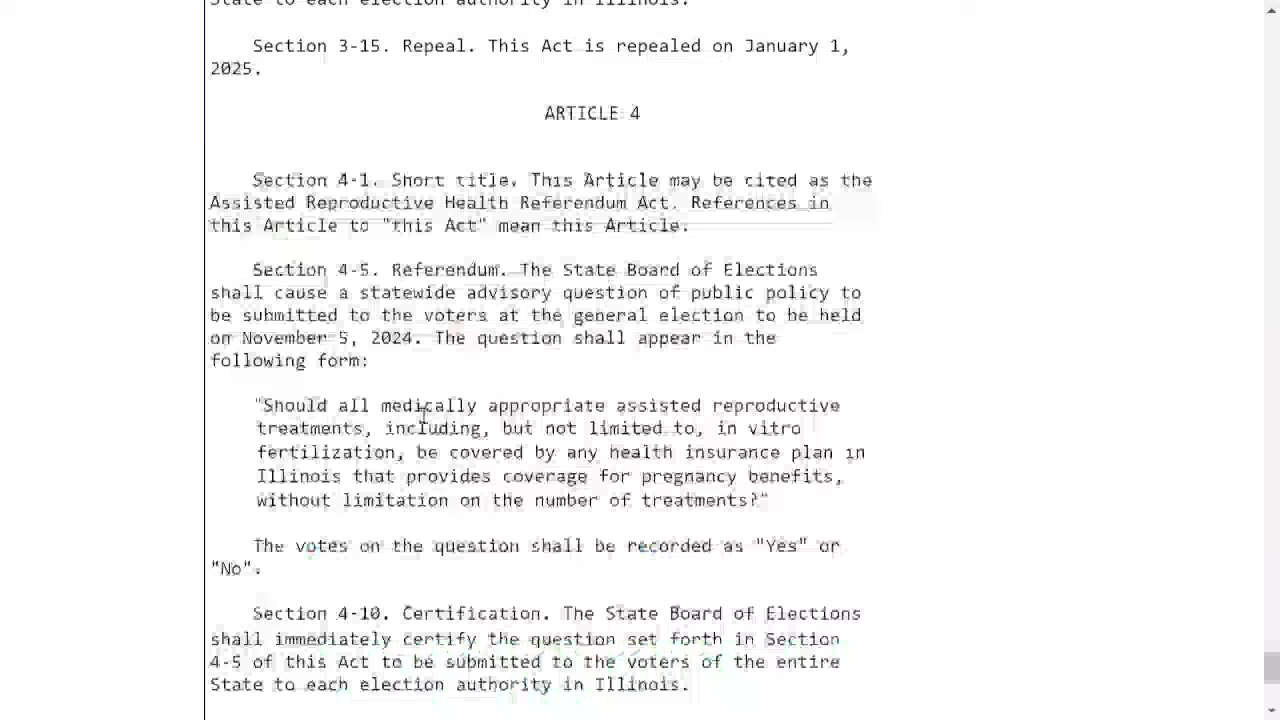 State to each election authority in Illinois.
Section 3-15. Repeal. This Act is repealed on January 1,
2025.
ARTICLE 4
Section 4-1. Short title. This Article may be cited as the
Assisted Reproductive Health Referendum Act. References in
this Article to "this Act" mean this Article.
Section 4-5. Referendum. The State Board of Elections
shall cause a statewide advisory question of public policy to
be submitted to the voters at the general election to be held
on November 5, 2024. The question shall appear in the
following form:
"Should all medically appropriate assisted reproductive
treatments, including, but not limited to, in vitro
fertilization, be covered by any health insurance plan in
Illinois that provides coverage for pregnancy benefits,
without limitation on the number of treatments?"
The votes on the question shall be recorded as "Yes" or
"No".
Section 4-10. Certification. The State Board of Elections
shall immediately certify the question set forth in Section
4-5 of this Act to be submitted to the voters of the entire
State to each election authority in Illinois.